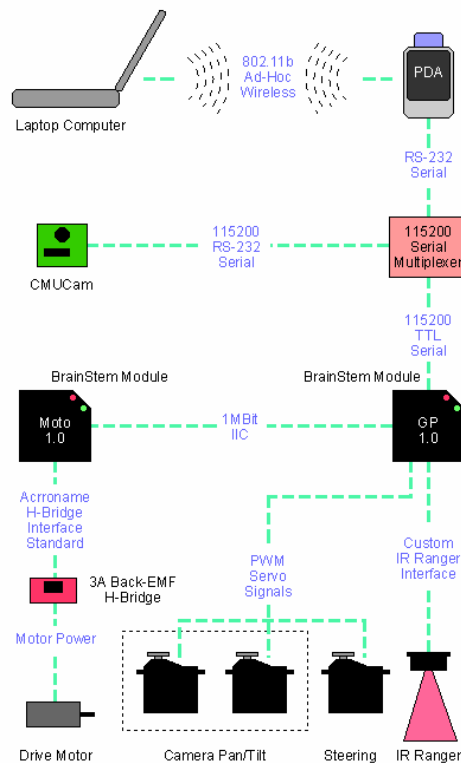 802.11b
Ad-Hoc
Wireless
PDA
Laptop Computer
RS-232
Serial
115200
RS-232
Serial
115200
Serial
Multiplexer
CMUCam
115200
TTL
Serial
BrainStem Module
BrainStem Module
Moto
1.0
1MBit
IIC
GP
1.0
Acrroname
H-Bridge
Interface
Standard
PWM
Servo
Signals
Custom
IR Ranger
Interface
3A Back-EMF
H-Bridge
Motor Power
Drive Motor
Camera Pan/Tilt
Steering
IR Ranger